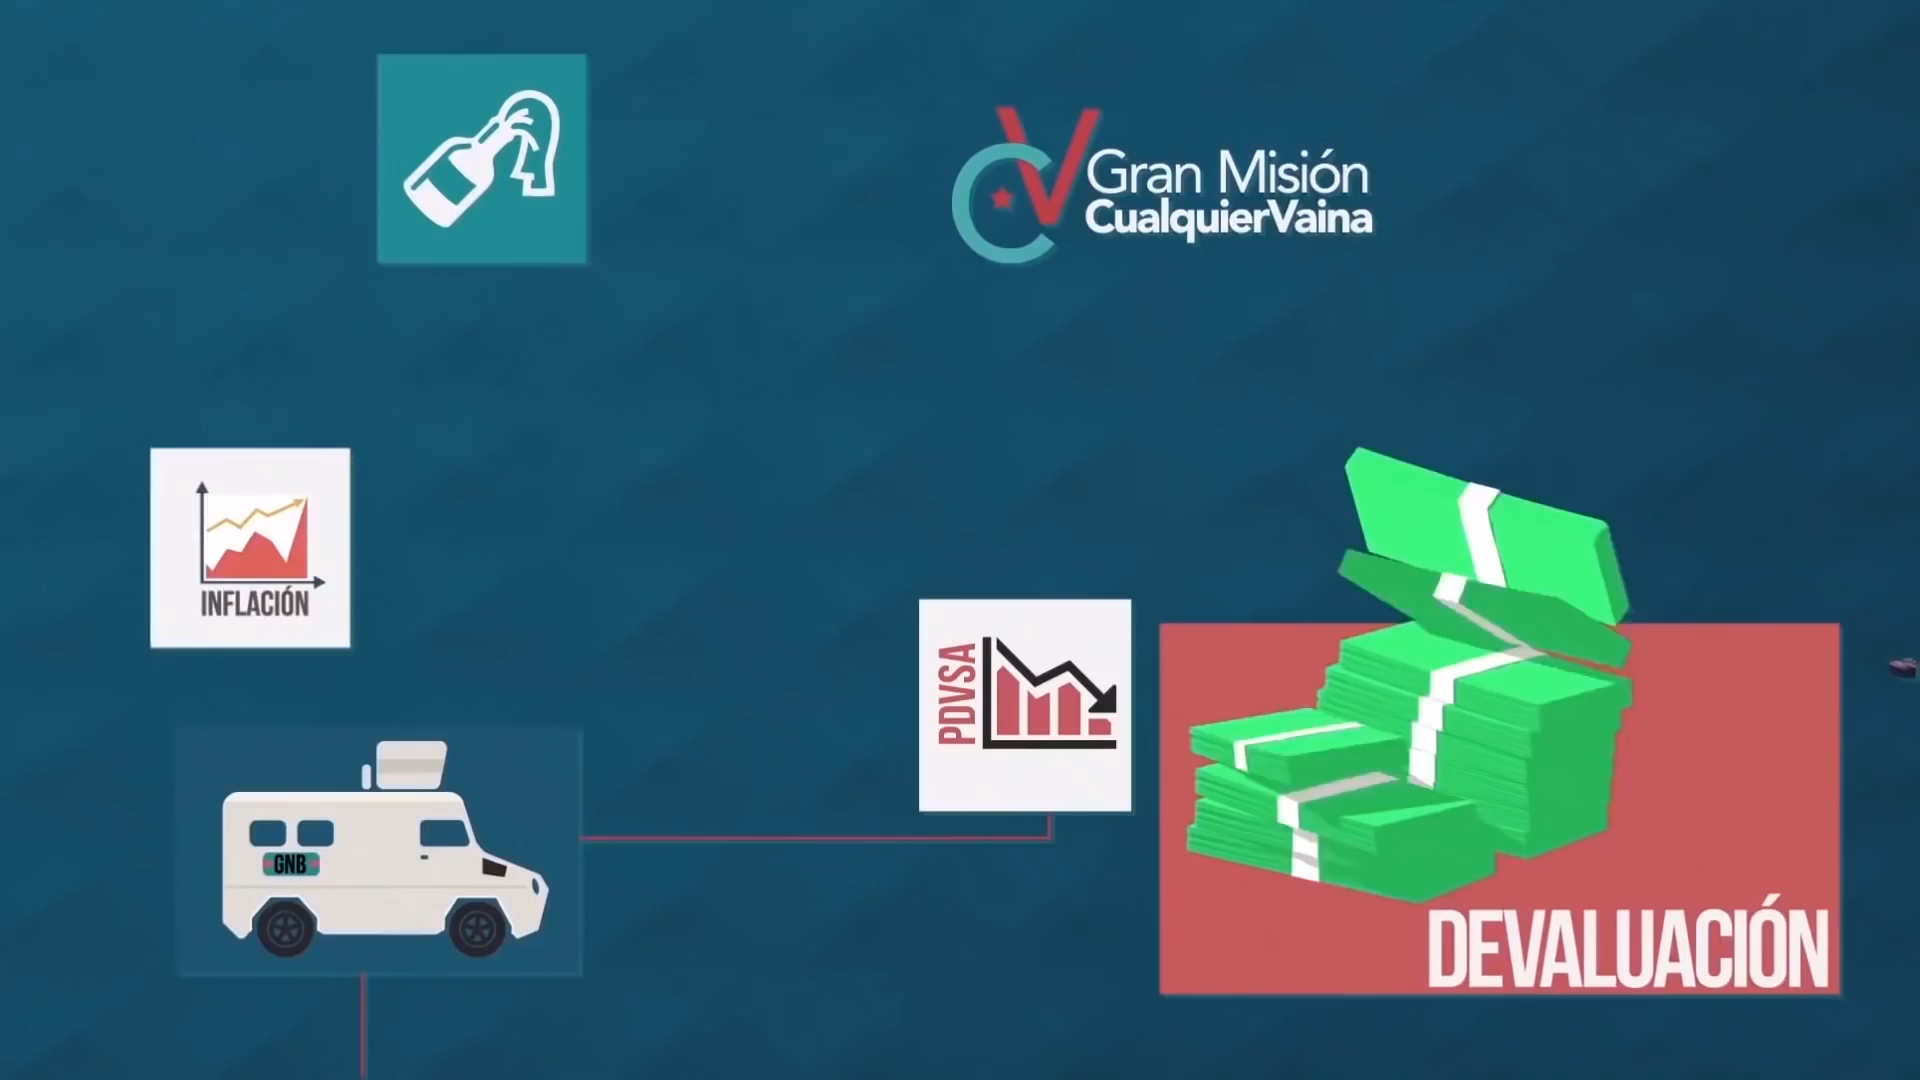 Gran Misión
CualquierVaina
INFLACIÓN
PDVSA
GNB
DEVALUACIÓN